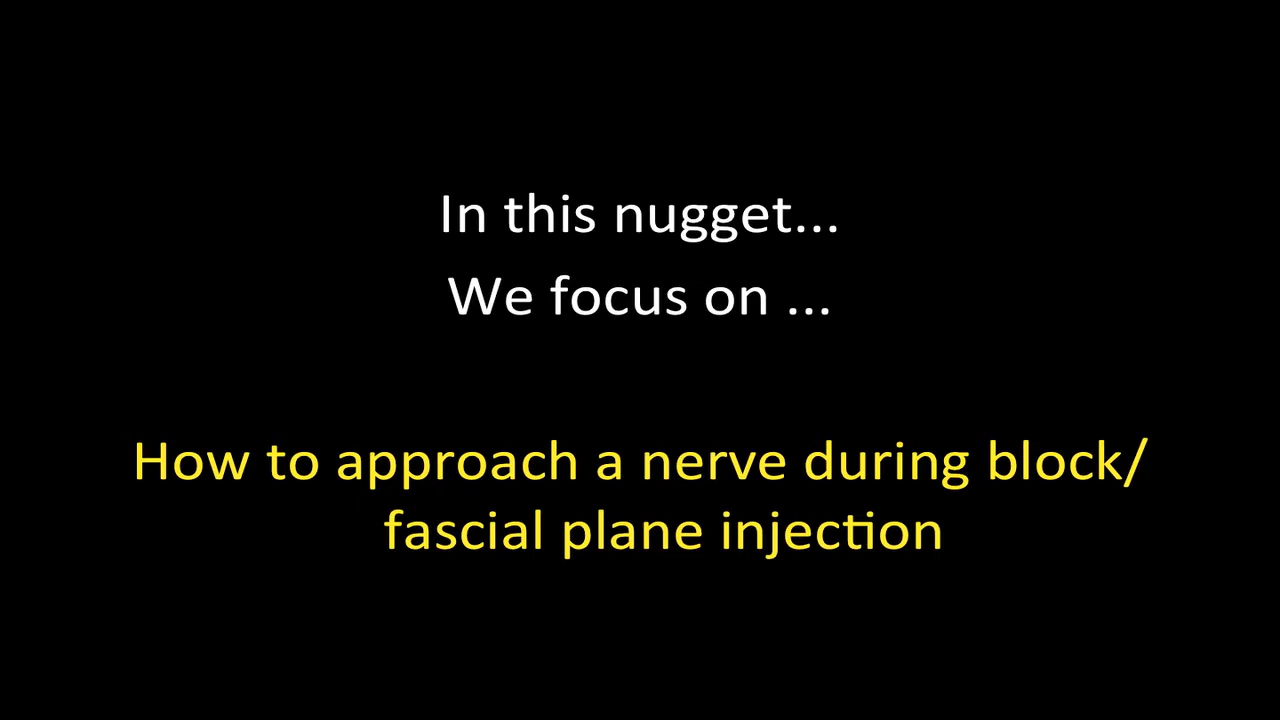 In this nugget...
We focus on ...
How to approach a nerve during block/
fascial plane injection